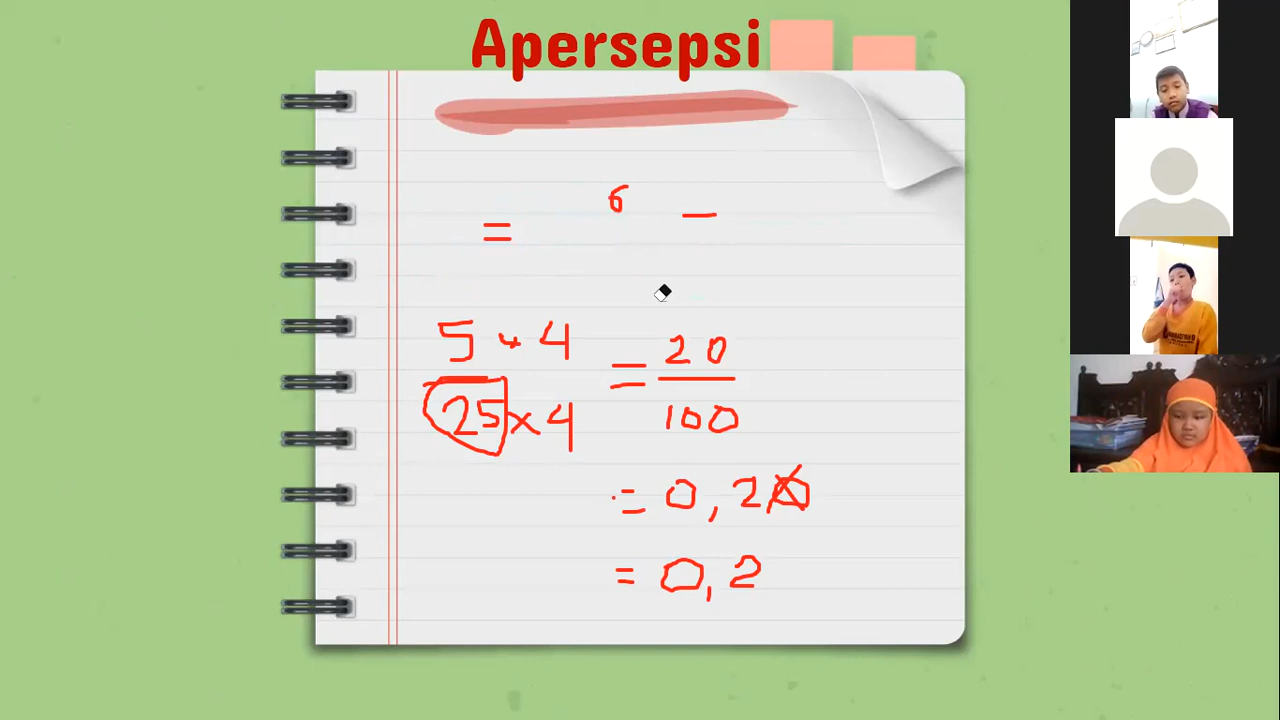 Apersepsi
= 6 −
5 × 4 / 25 × 4 = 20 / 100
= 0,20
= 0,2